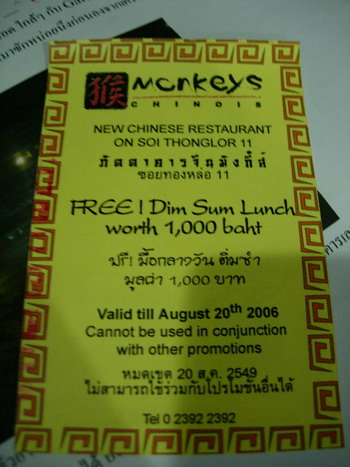 猴 Monkeys
CHINOIS
NEW CHINESE RESTAURANT
ON SOI THONGLOR 11
ภัตตาคารจีนมังกี้ส์
ซอยทองหล่อ 11
FREE! Dim Sum Lunch
worth 1,000 baht
ฟรี! มื้อกลางวัน ติ่มซำ
มูลค่า 1,000 บาท
Valid till August 20th 2006
Cannot be used in conjunction
with other promotions
หมดเขต 20 ส.ค. 2549
ไม่สามารถใช้ร่วมกับโปรโมชั่นอื่นได้
Tel 0 2392 2392